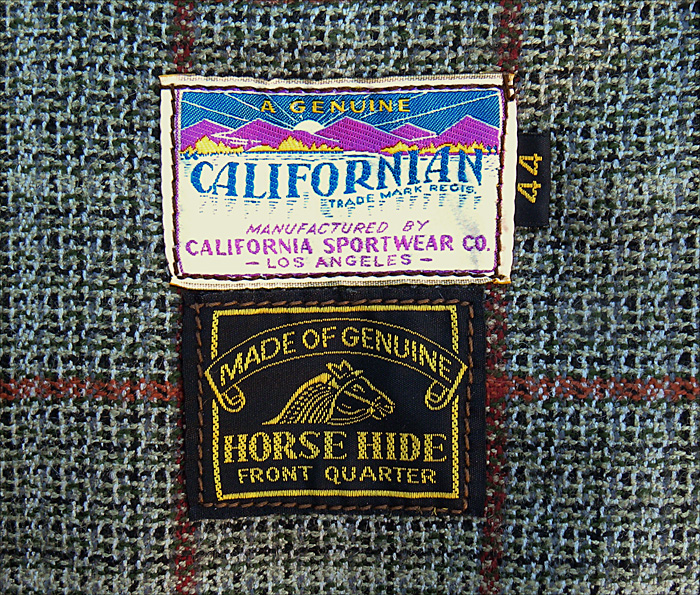 A GENUINE
CALIFORNIAN
TRADE MARK REGIS.
MANUFACTURED BY
CALIFORNIA SPORTWEAR CO.
- LOS ANGELES -
44
MADE OF GENUINE
HORSE HIDE
FRONT QUARTER